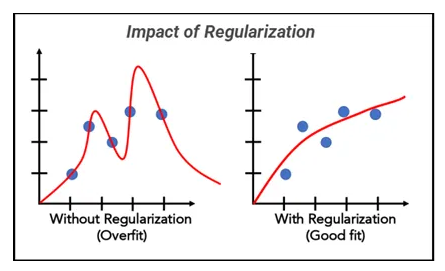 Impact of Regularization
Without Regularization
(Overfit)
With Regularization
(Good fit)